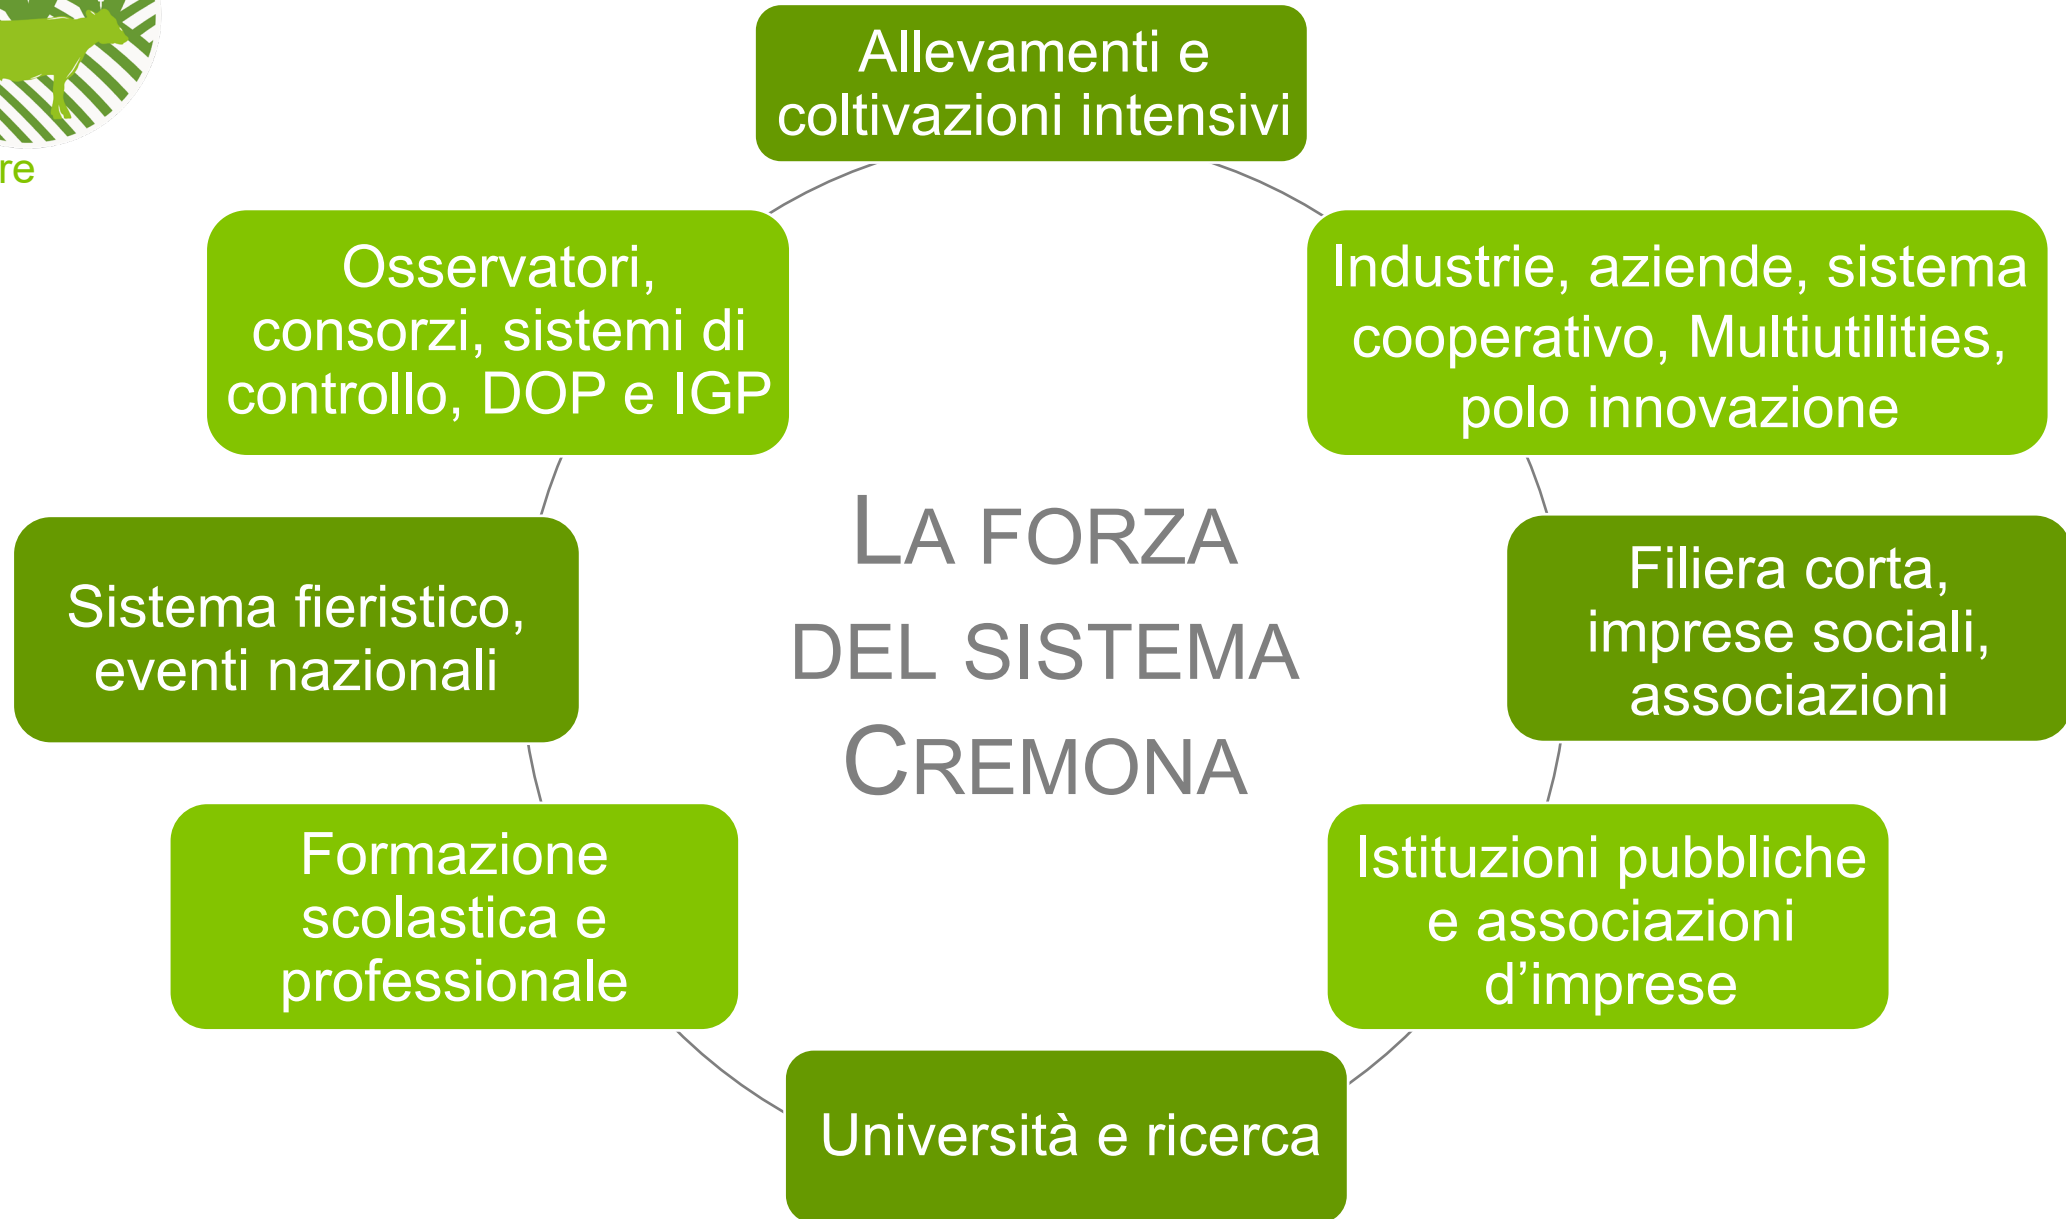 re
Allevamenti e
coltivazioni intensivi
Industrie, aziende, sistema
cooperativo, Multiutilities,
polo innovazione
Filiera corta,
imprese sociali,
associazioni
Istituzioni pubbliche
e associazioni
d’imprese
Università e ricerca
Formazione
scolastica e
professionale
Sistema fieristico,
eventi nazionali
Osservatori,
consorzi, sistemi di
controllo, DOP e IGP
LA FORZA
DEL SISTEMA
CREMONA